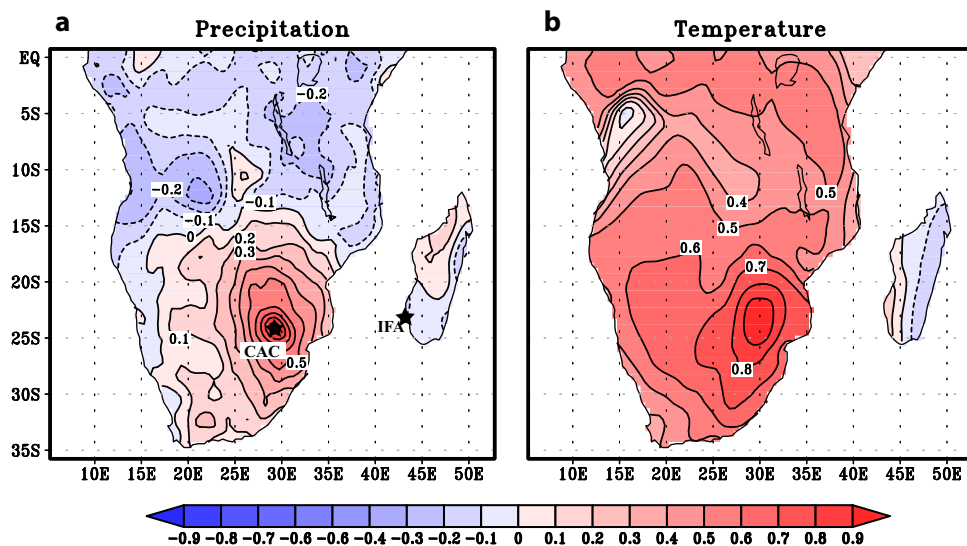 a
Precipitation
b
Temperature
EQ
5S
10S
15S
20S
25S
30S
35S
−0.2
−0.2
−0.1
−0.1
0
0.2
0.3
0.1
0.5
CAC
IFA
0.4
0.5
0.5
0.6
0.7
0.8
10E 15E 20E 25E 30E 35E 40E 45E 50E
10E 15E 20E 25E 30E 35E 40E 45E 50E
−0.9 −0.8 −0.7 −0.6 −0.5 −0.4 −0.3 −0.2 −0.1 0 0.1 0.2 0.3 0.4 0.5 0.6 0.7 0.8 0.9